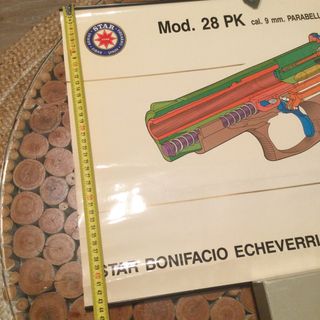 STAR
Mod. 28 PK cal. 9 mm. PARABELL
STAR BONIFACIO ECHEVERRI